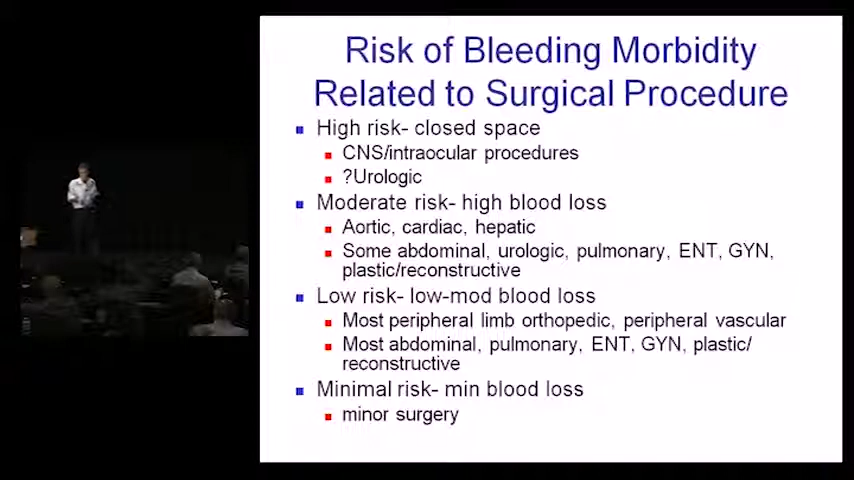 Risk of Bleeding Morbidity
Related to Surgical Procedure
High risk- closed space
CNS/intraocular procedures
?Urologic
Moderate risk- high blood loss
Aortic, cardiac, hepatic
Some abdominal, urologic, pulmonary, ENT, GYN,
plastic/reconstructive
Low risk- low-mod blood loss
Most peripheral limb orthopedic, peripheral vascular
Most abdominal, pulmonary, ENT, GYN, plastic/
reconstructive
Minimal risk- min blood loss
minor surgery